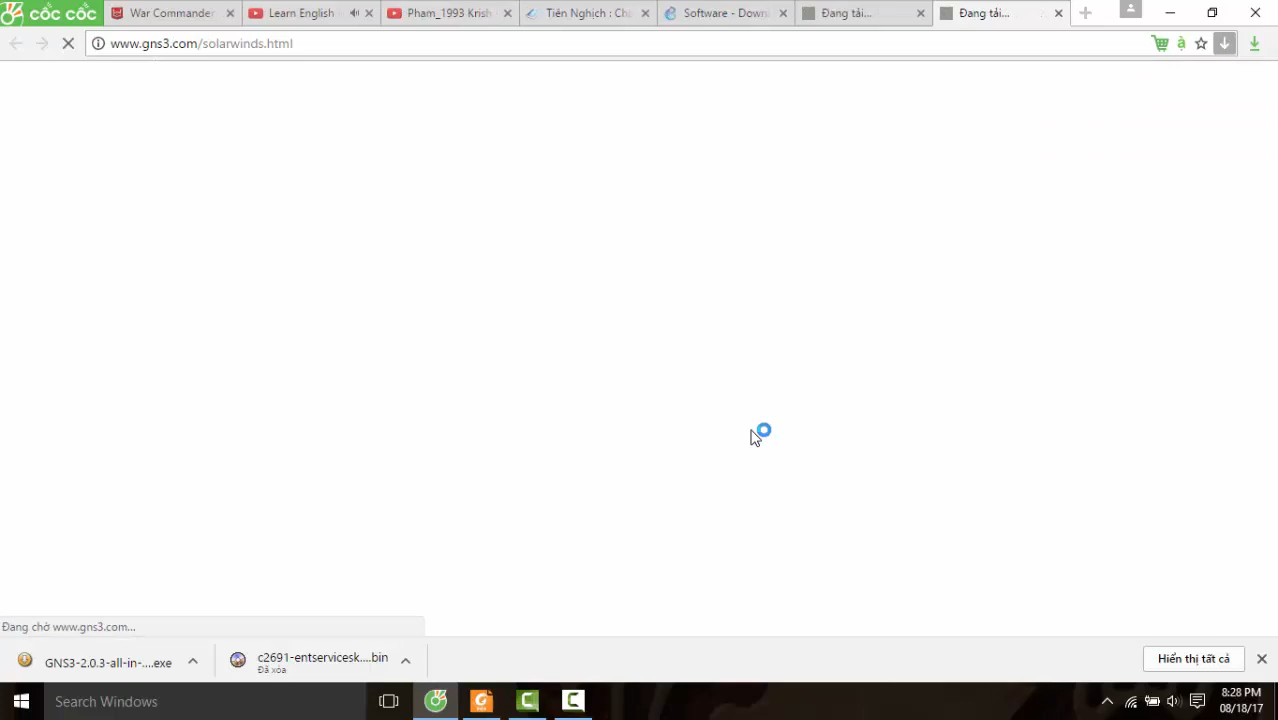 cốc cốc
War Commander
Learn English
Pham_1993 Krish
Tiên Nghịch : Ch
Software - Down
Đang tải...
Đang tải...
www.gns3.com/solarwinds.html
Đang chờ www.gns3.com...
GNS3-2.0.3-all-in-....exe
c2691-entservicesk....bin
Đã xóa
Hiển thị tất cả
Search Windows
8:28 PM
08/18/17